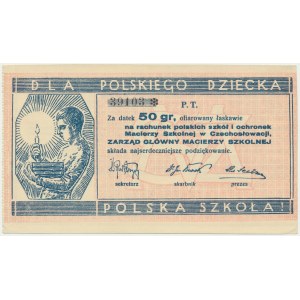 DLA POLSKIEGO DZIECKA
39103 ✻
P. T.
Za datek 50 gr, ofiarowany łaskawie
na rachunek polskich szkół i ochronek
Macierzy Szkolnej w Czechosłowacji,
ZARZĄD GŁÓWNY MACIERZY SZKOLNEJ
składa najserdeczniejsze podziękowanie.
sekretarz skarbnik prezes
POLSKA SZKOŁA!